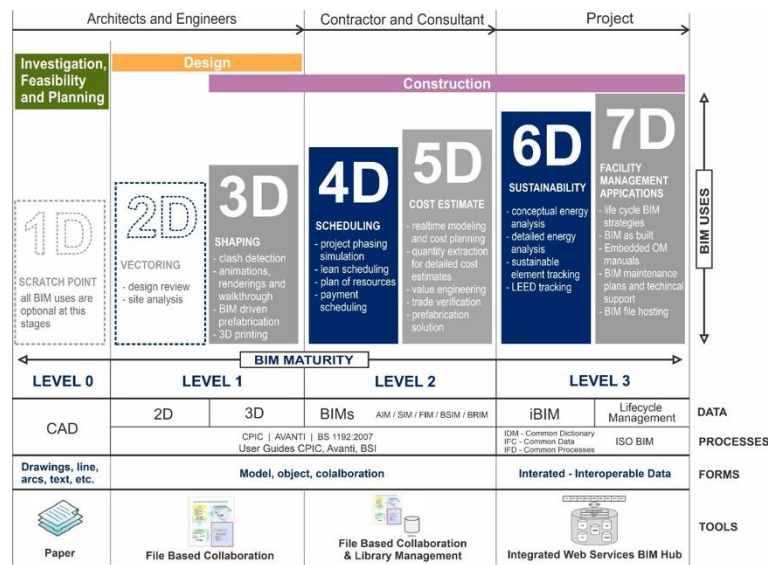 Architects and Engineers
Contractor and Consultant
Project
Investigation,
Feasibility
and Planning
Design
Construction
1D
SCRATCH POINT
all BIM uses are
optional at this
stages
2D
VECTORING
- design review
- site analysis
3D
SHAPING
- clash detection
- animations,
renderings and
walkthrough
- BIM driven
prefabrication
- 3D printing
4D
SCHEDULING
- project phasing
simulation
- lean scheduling
- plan of resources
- payment
scheduling
5D
COST ESTIMATE
- realtime modeling
and cost planning
- quantity extraction
for detailed cost
estimates
- value engineering
- trade verification
- prefabrication
solution
6D
SUSTAINABILITY
- conceptual energy
analysis
- detailed energy
analysis
- sustainable
element tracking
- LEED tracking
7D
FACILITY
MANAGEMENT
APPICATIONS
- life cycle BIM
strategies
- BIM as built
- Embedded OM
manuals
- BIM maintenance
plans and techincal
support
- BIM file hosting
BIM USES
BIM MATURITY
LEVEL 0
LEVEL 1
LEVEL 2
LEVEL 3
CAD
2D
3D
BIMs
AIM / SIM / FIM / BSIM / BRIM
iBIM
Lifecycle
Management
DATA
CPIC | AVANTI | BS 1192:2007
User Guides CPIC, Avanti, BSI
IDM - Common Dictionary
IFC - Common Data
IFD - Common Processes
ISO BIM
PROCESSES
Drawings, line,
arcs, text, etc.
Model, object, colalboration
Interated - Interoperable Data
FORMS
Paper
File Based Collaboration
File Based Collaboration
& Library Management
Integrated Web Services BIM Hub
TOOLS